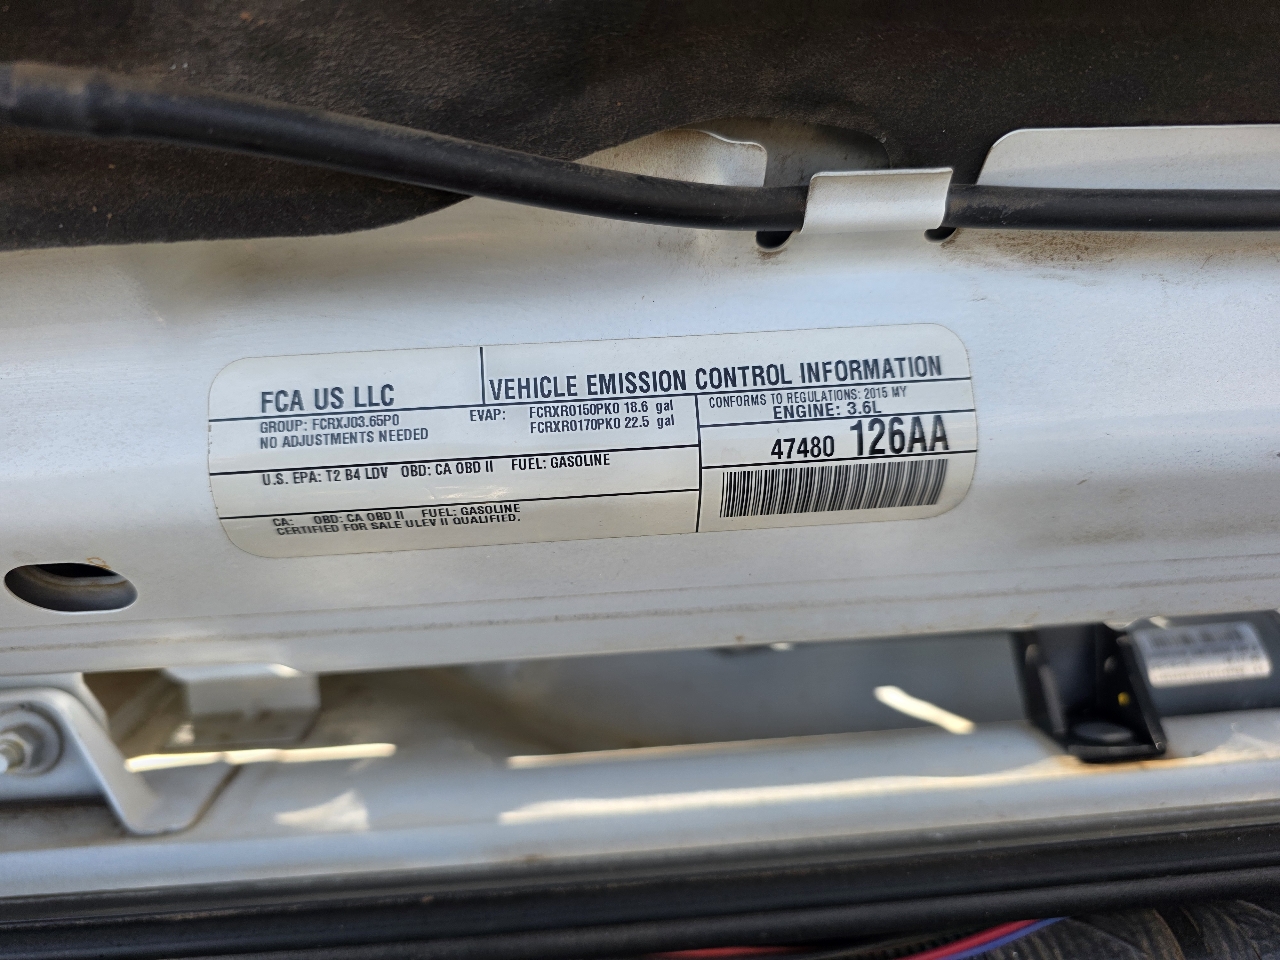 FCA US LLC
VEHICLE EMISSION CONTROL INFORMATION
GROUP: FCRXJ03.65P0
NO ADJUSTMENTS NEEDED
EVAP: FCRXR0150PK0 18.6 gal
FCRXR0170PK0 22.5 gal
CONFORMS TO REGULATIONS: 2015 MY
ENGINE: 3.6L
47480 126AA
U.S. EPA: T2 B4 LDV OBD: CA OBD II FUEL: GASOLINE
CA: OBD: CA OBD II FUEL: GASOLINE
CERTIFIED FOR SALE ULEV II QUALIFIED.